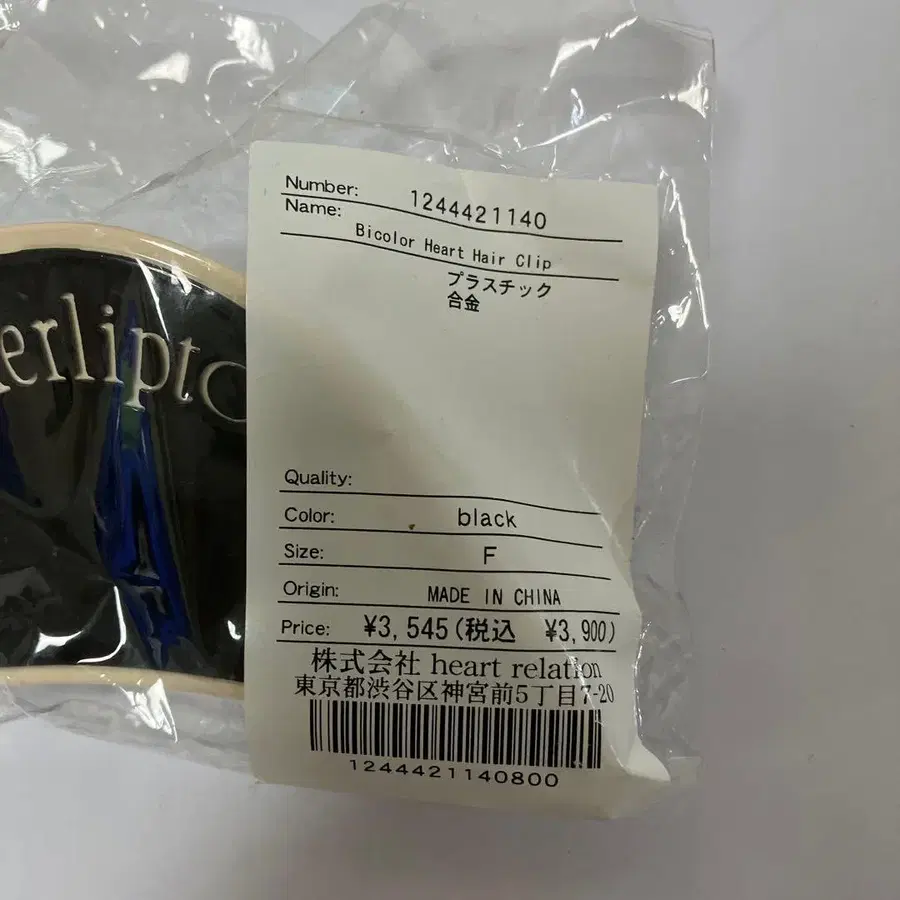 erlipto
Number: 1244421140
Name:
Bicolor Heart Hair Clip
プラスチック
合金
Quality:
Color: black
Size: F
Origin: MADE IN CHINA
Price: ¥3,545(税込 ¥3,900)
株式会社 heart relation
東京都渋谷区神宮前5丁目7-20
1244421140800